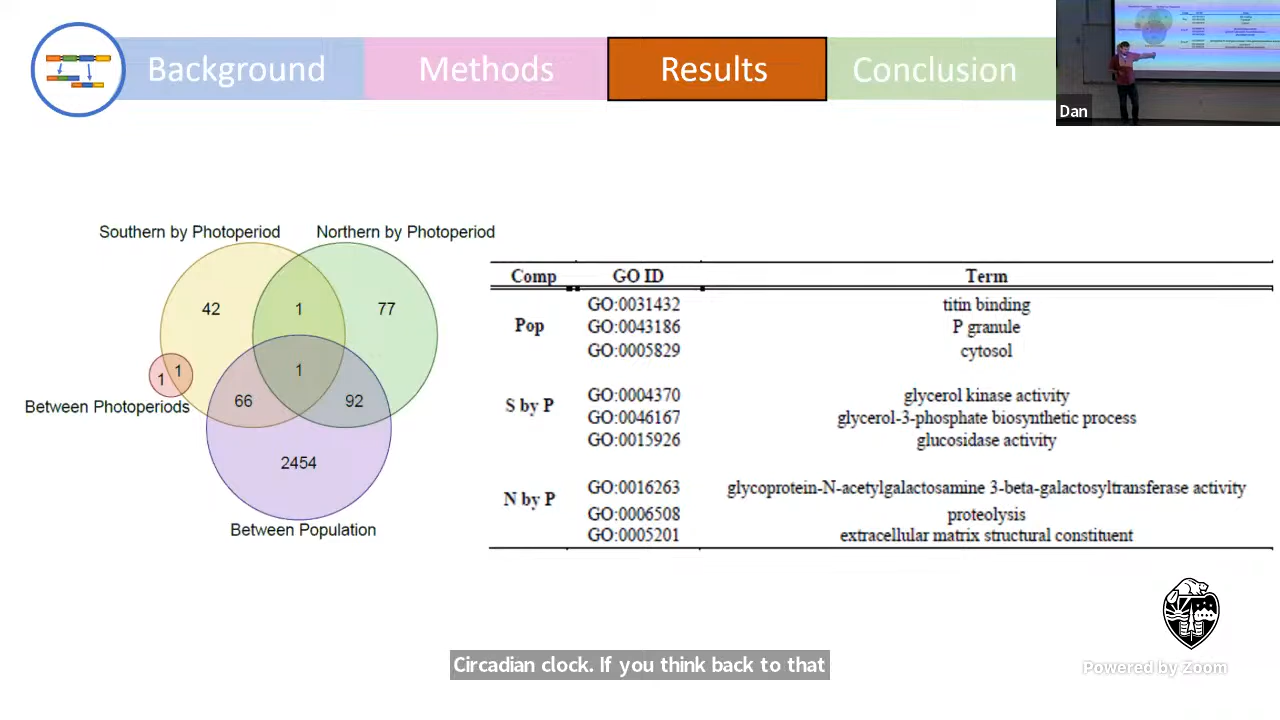 Background Methods Results Conclusion
Dan
Southern by Photoperiod Northern by Photoperiod
42 1 77
1 1 1
66 92
Between Photoperiods
2454
Between Population
Comp GO ID Term
Pop
GO:0031432 titin binding
GO:0043186 P granule
GO:0005829 cytosol
S by P
GO:0004370 glycerol kinase activity
GO:0046167 glycerol-3-phosphate biosynthetic process
GO:0015926 glucosidase activity
N by P
GO:0016263 glycoprotein-N-acetylgalactosamine 3-beta-galactosyltransferase activity
GO:0006508 proteolysis
GO:0005201 extracellular matrix structural constituent
Circadian clock. If you think back to that
Powered by Zoom